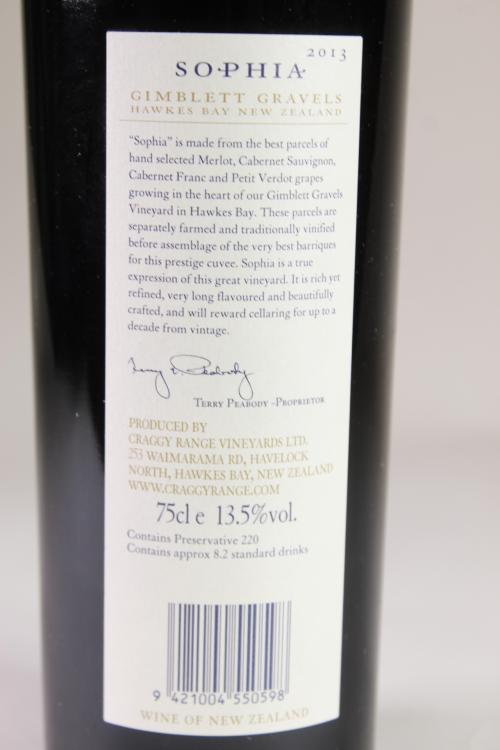 2013
SOPHIA
GIMBLETT GRAVELS
HAWKES BAY NEW ZEALAND
"Sophia" is made from the best parcels of
hand selected Merlot, Cabernet Sauvignon,
Cabernet Franc and Petit Verdot grapes
growing in the heart of our Gimblett Gravels
Vineyard in Hawkes Bay. These parcels are
separately farmed and traditionally vinified
before assemblage of the very best barriques
for this prestige cuvee. Sophia is a true
expression of this great vineyard. It is rich yet
refined, very long flavoured and beautifully
crafted, and will reward cellaring for up to a
decade from vintage.
Terry E Peabody
TERRY PEABODY -PROPRIETOR
PRODUCED BY
CRAGGY RANGE VINEYARDS LTD.
253 WAIMARAMA RD, HAVELOCK
NORTH, HAWKES BAY, NEW ZEALAND
WWW.CRAGGYRANGE.COM
75cl e 13.5%vol.
Contains Preservative 220
Contains approx 8.2 standard drinks
9 421004 550598
WINE OF NEW ZEALAND